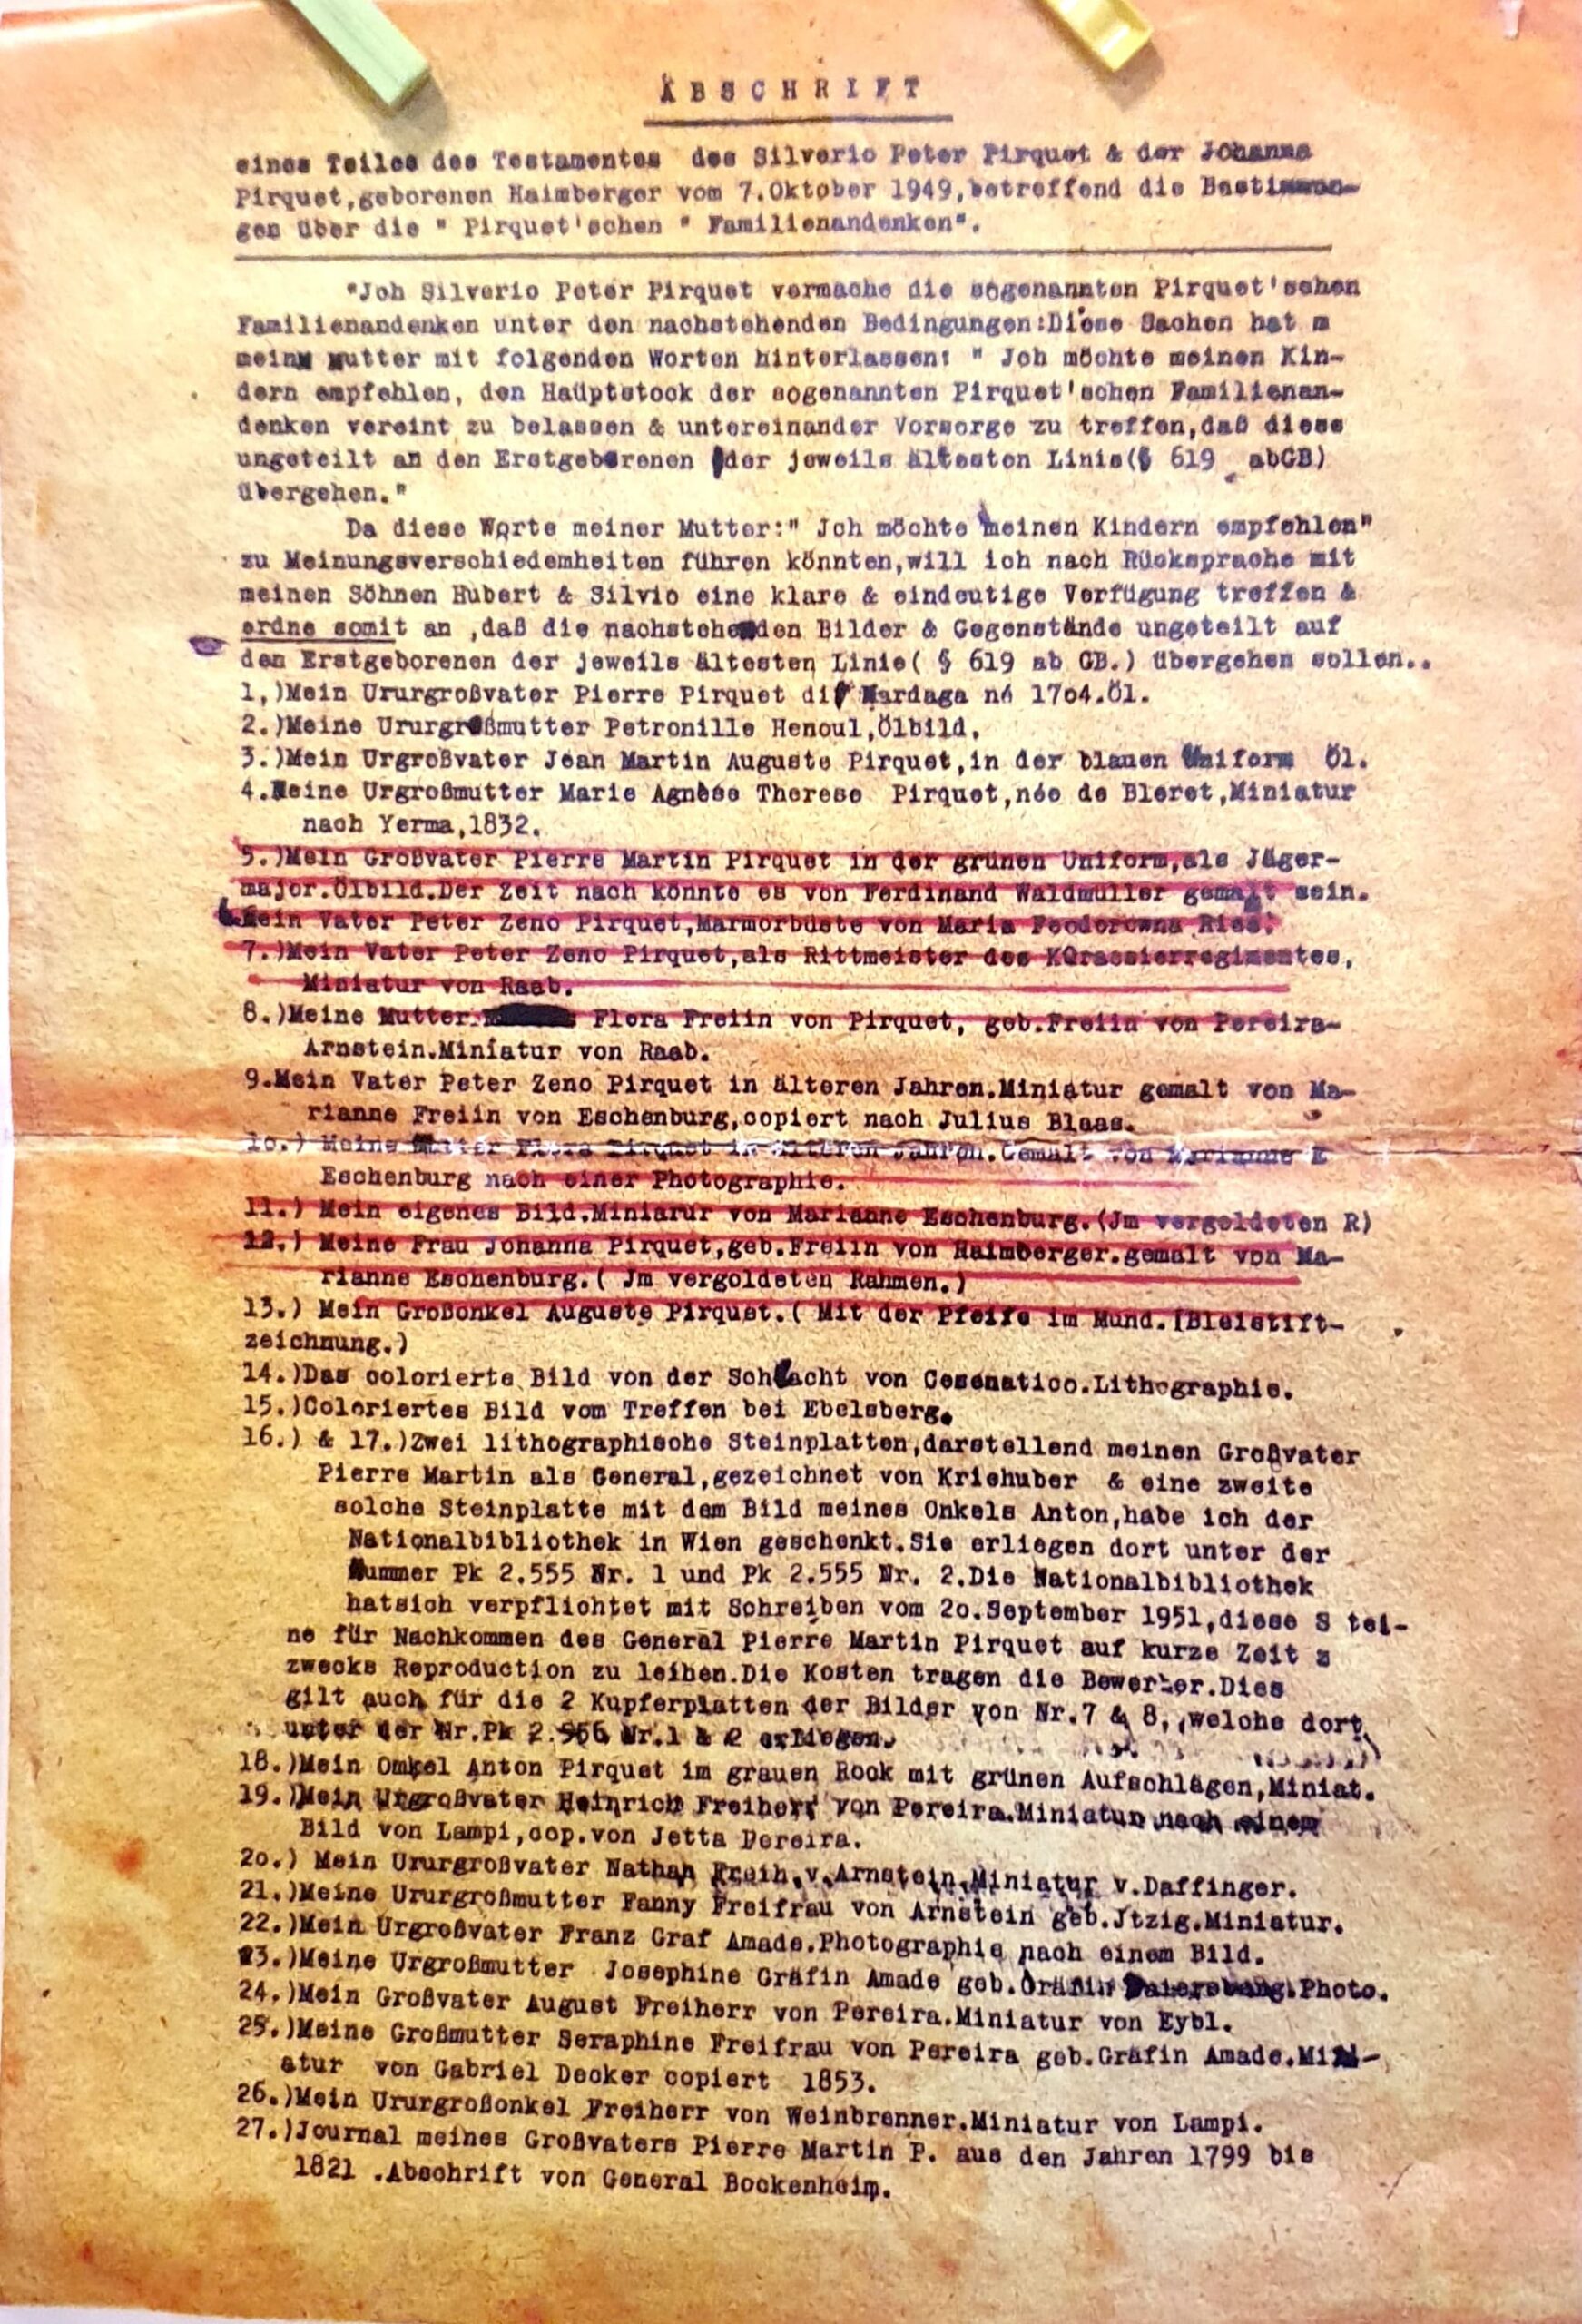 ABSCHRIFT
eines Teiles des Testamentes des Silverio Peter Pirquet & der Johanna
Pirquet,geborenen Haimberger vom 7.Oktober 1949,betreffend die Bestimmun-
gen über die " Pirquet'schen " Familienandenken".
"Jch Silverio Peter Pirquet vermache die sogenannten Pirquet'schen
Familienandenken unter den nachstehenden Bedingungen:Diese Sachen hat m
meine Mutter mit folgenden Worten hinterlassen: " Jch möchte meinen Kin-
dern empfehlen, den Haüptstock der sogenannten Pirquet'schen Familienan-
denken vereint zu belassen & untereinander Vorsorge zu treffen,daß diese
ungeteilt an den Erstgeborenen der jeweils ältesten Linie(§ 619 abGB)
übergehen."
Da diese Worte meiner Mutter:" Jch möchte meinen Kindern empfehlen"
zu Meinungsverschiedemheiten führen könnten,will ich nach Rücksprache mit
meinen Söhnen Hubert & Silvio eine klare & eindeutige Verfügung treffen &
ordne somit an ,daß die nachstehenden Bilder & Gegenstände ungeteilt auf
den Erstgeborenen der jeweils ältesten Linie( § 619 ab GB.) übergehen sollen..
1,)Mein Ururgroßvater Pierre Pirquet dit Mardaga né 17o4.Öl.
2.)Meine Ururgroßmutter Petronille Henoul,Ölbild.
3.)Mein Urgroßvater Jean Martin Auguste Pirquet,in der blauen Uniform Öl.
4.Meine Urgroßmutter Marie Agnèse Therese Pirquet,née de Bleret,Miniatur
nach Yerma,1832.
5.)Mein Großvater Pierre Martin Pirquet in der grünen Uniform,als Jäger-
major.Ölbild.Der Zeit nach könnte es von Ferdinand Waldmüller gemalt sein.
6.Mein Vater Peter Zeno Pirquet,Marmorbüste von Maria Feodorowna Ries.
7.)Mein Vater Peter Zeno Pirquet,als Rittmeister des KÜrassierregimentes,
Miniatur von Raab.
8.)Meine Mutter Flora Freiin von Pirquet, geb.Freiin von Pereira-
Arnstein.Miniatur von Raab.
9.Mein Vater Peter Zeno Pirquet in älteren Jahren.Miniatur gemalt von Ma-
rianne Freiin von Eschenburg,copiert nach Julius Blaas.
1o.) Meine Mutter Flora Pirquet in älteren Jahren.Gemalt von Marianne E
Eschenburg nach einer Photographie.
11.) Mein eigenes Bild.Miniarur von Marianne Eschenburg.(Jm vergoldeten R)
12.) Meine Frau Johanna Pirquet,geb.Freiin von Haimberger.gemalt von Ma-
rianne Eschenburg.( Jm vergoldeten Rahmen.)
13.) Mein Großonkel Auguste Pirquet.( Mit der Pfeife im Mund.[Bleistift-
zeichnung.)
14.)Das colorierte Bild von der Schlacht von Cesenatico.Lithographie.
15.)Coloriertes Bild vom Treffen bei Ebelsberg.
16.) & 17.)Zwei lithographische Steinplatten,darstellend meinen Großvater
Pierre Martin als General,gezeichnet von Kriehuber & eine zweite
solche Steinplatte mit dem Bild meines Onkels Anton,habe ich der
Nationalbibliothek in Wien geschenkt.Sie erliegen dort unter der
Nummer Pk 2.555 Nr. 1 und Pk 2.555 Nr. 2.Die Nationalbibliothek
hatsich verpflichtet mit Schreiben vom 2o.September 1951,diese S tei-
ne für Nachkommen des General Pierre Martin Pirquet auf kurze Zeit z
zwecks Reproduction zu leihen.Die Kosten tragen die Bewerber.Dies
gilt auch für die 2 Kupferplatten der Bilder von Nr.7 & 8, welche dort
unter der Nr.Pk 2.956 Nr.1 & 2 erliegen.
18.)Mein Omkel Anton Pirquet im grauen Rock mit grünen Aufschlägen,Miniat.
19.)Mein Urgroßvater Heinrich Freiherr von Pereira.Miniatur nach einem
Bild von Lampi,cop.von Jetta Pereira.
2o.) Mein Ururgroßvater Nathan Freih.v.Arnstein.Miniatur v.Daffinger.
21.)Meine Ururgroßmutter Fanny Freifrau von Arnstein geb.Jtzig.Miniatur.
22.)Mein Urgroßvater Franz Graf Amade.Photographie nach einem Bild.
23.)Meine Urgroßmutter Josephine Gräfin Amade geb.Gräfin Photo.
24.)Mein Großvater August Freiherr von Pereira.Miniatur von Eybl.
25.)Meine Großmutter Seraphine Freifrau von Pereira geb.Gräfin Amade.Mini-
atur von Gabriel Decker copiert 1853.
26.)Mein Ururgroßonkel Freiherr von Weinbrenner.Miniatur von Lampi.
27.)Journal meines Großvaters Pierre Martin P. aus den Jahren 1799 bis
1821 .Abschrift von General Bockenheim.